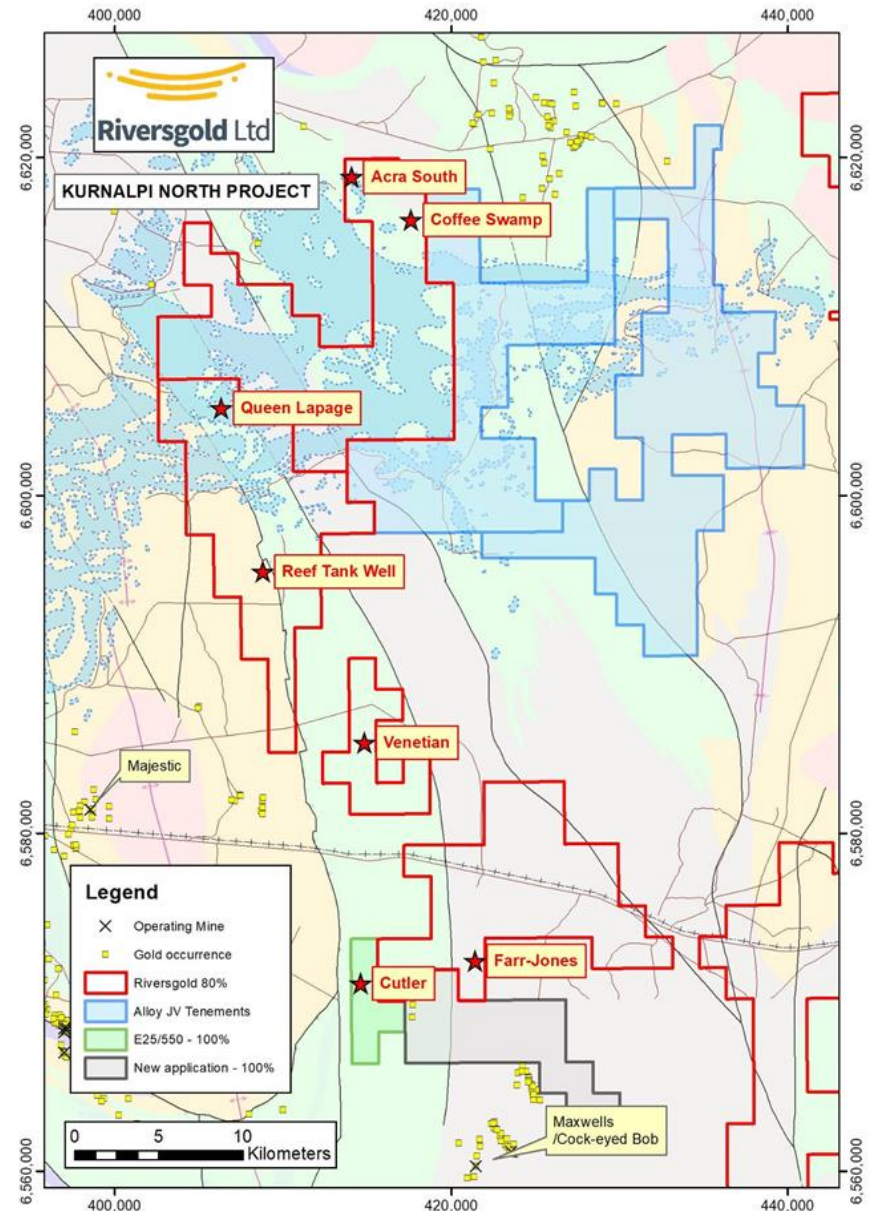 400,000 420,000 440,000
Riversgold Ltd
KURNALPI NORTH PROJECT
6,620,000 6,620,000
Acra South
Coffee Swamp
Queen Lapage
6,600,000 6,600,000
Reef Tank Well
Venetian
Majestic
6,580,000 6,580,000
Farr-Jones
Cutler
Legend
Operating Mine
Gold occurrence
Riversgold 80%
Alloy JV Tenements
E25/550 - 100%
New application - 100%
Maxwells
/Cock-eyed Bob
0 5 10
Kilometers
6,560,000 6,560,000
400,000 420,000 440,000